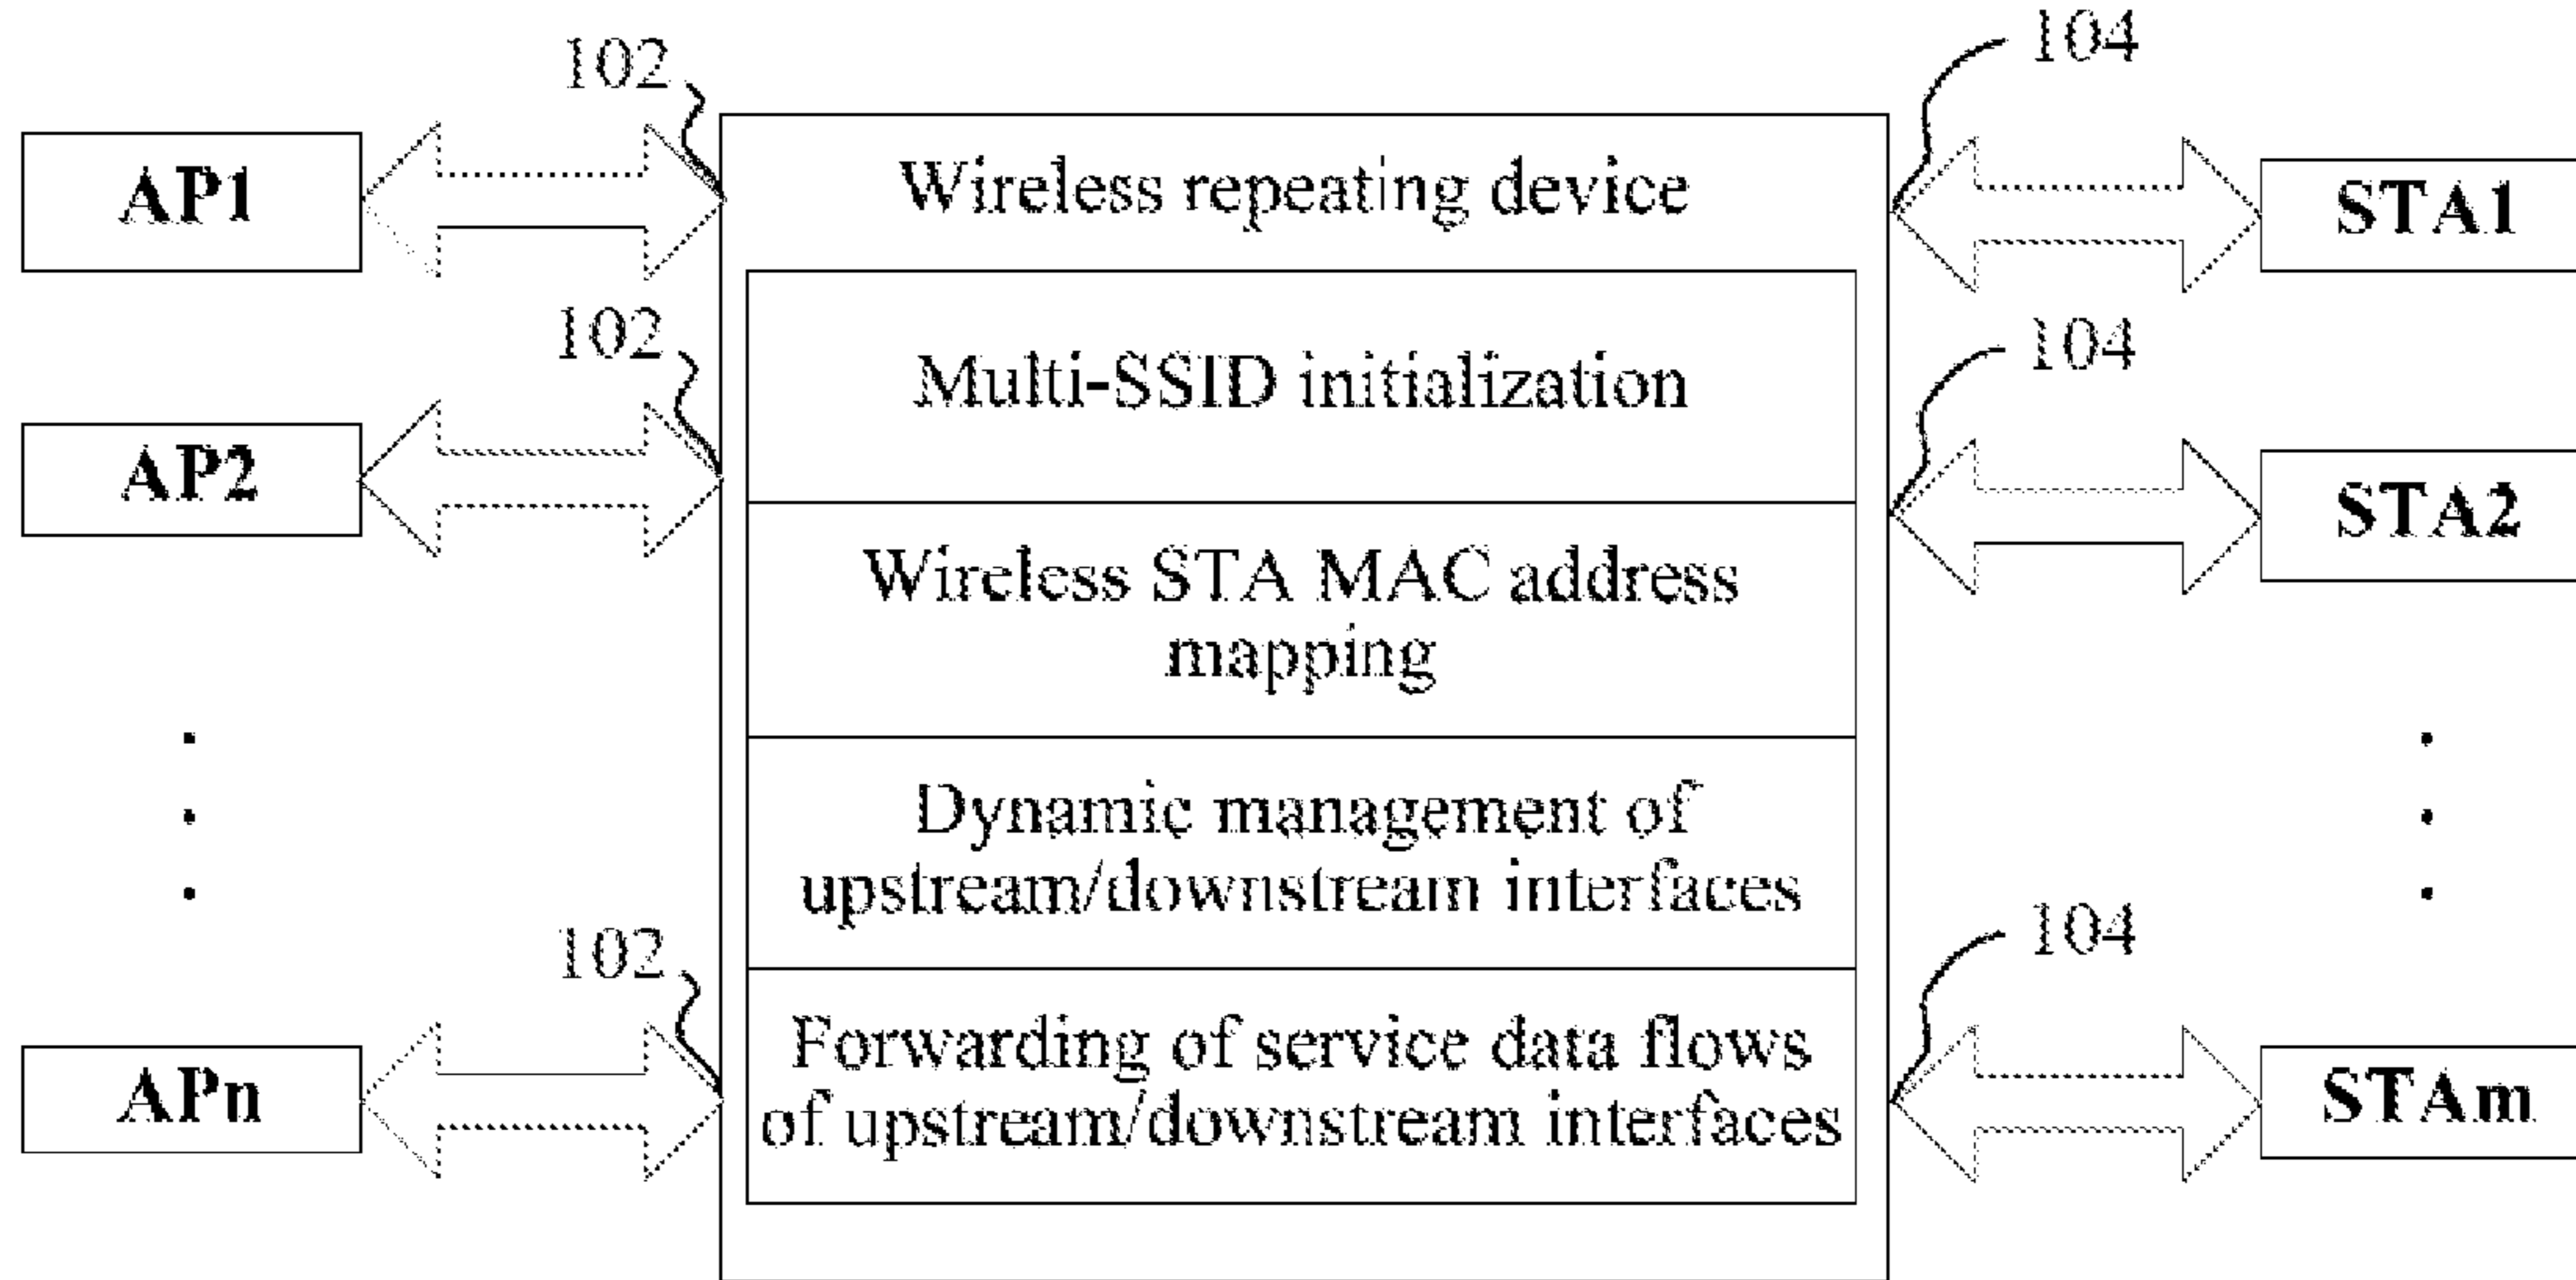 102
104
AP1
Wireless repeating device
STA1
102
104
Multi-SSID initialization
AP2
STA2
Wireless STA MAC address
mapping
Dynamic management of
upstream/downstream interfaces
102
104
Forwarding of service data flows
of upstream/downstream interfaces
APn
STAm